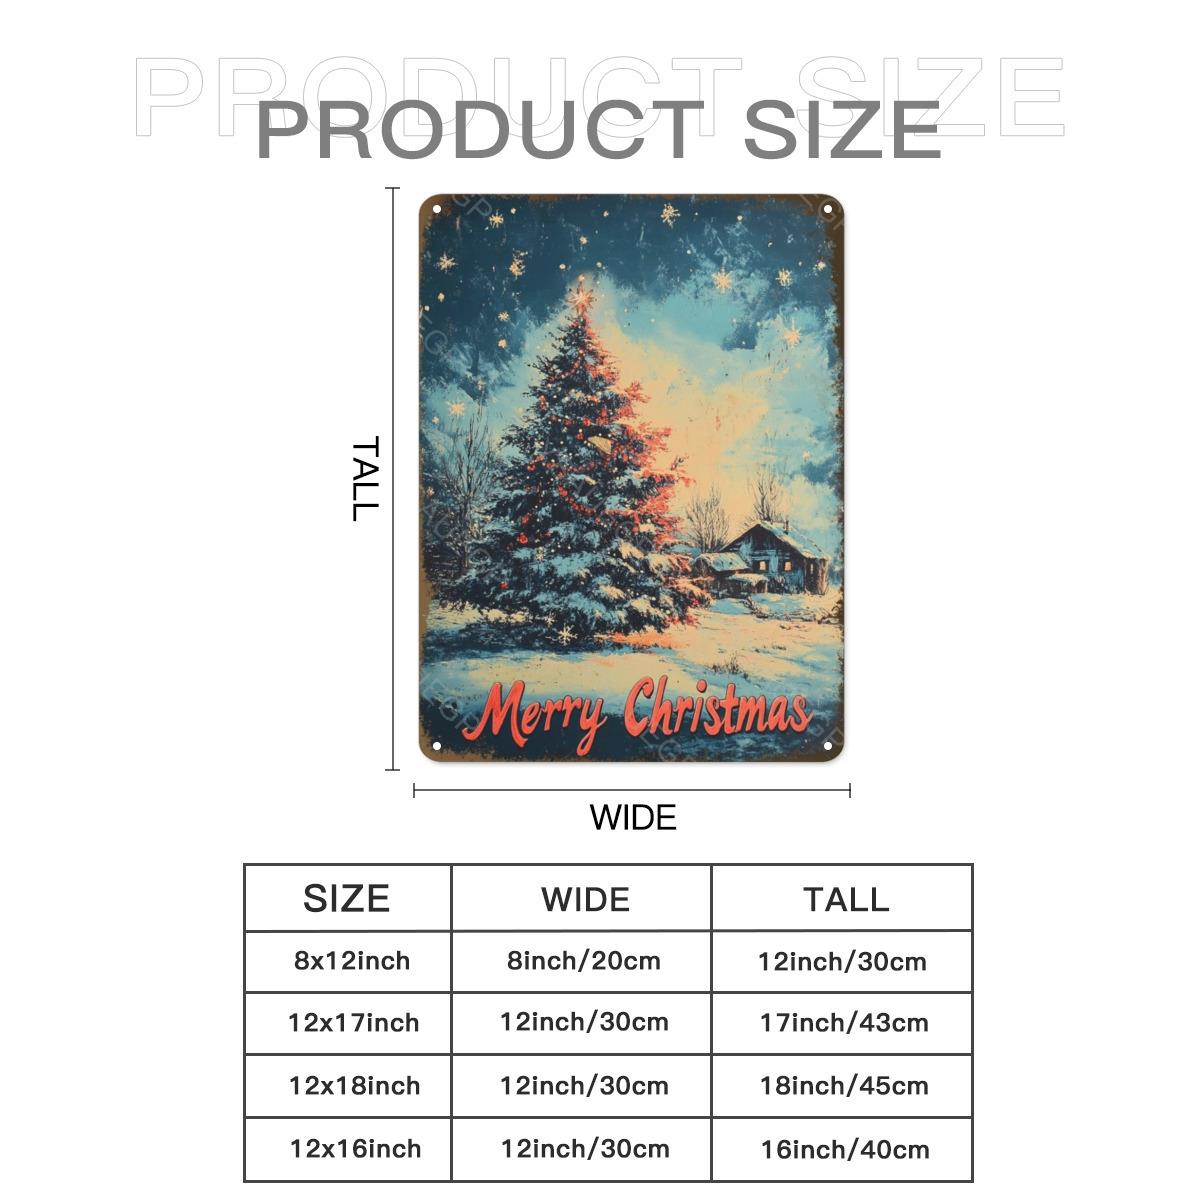 PRODUCT SIZE
PRODUCT SIZE
TALL
Merry Christmas
WIDE
SIZE WIDE TALL
8x12inch 8inch/20cm 12inch/30cm
12x17inch 12inch/30cm 17inch/43cm
12x18inch 12inch/30cm 18inch/45cm
12x16inch 12inch/30cm 16inch/40cm